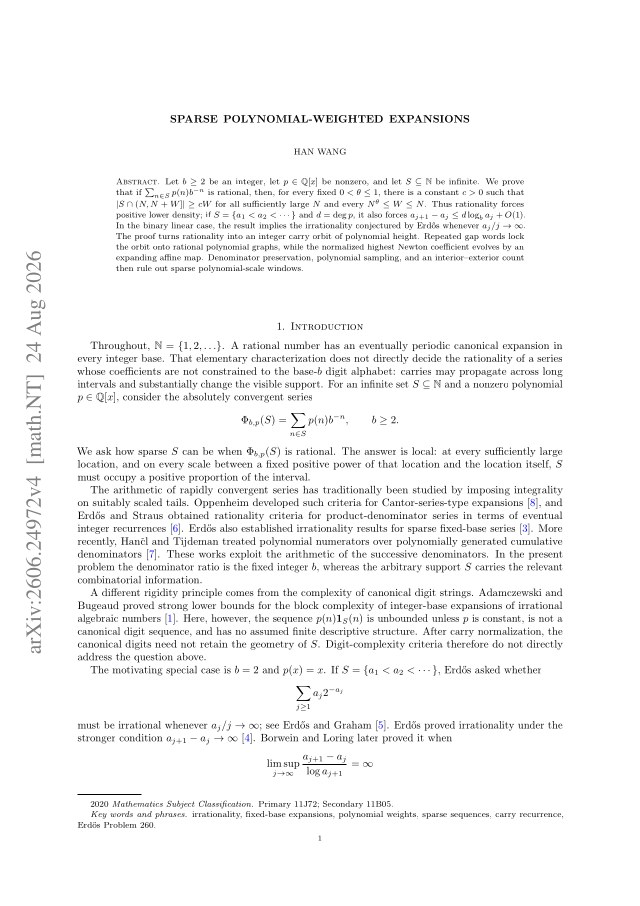 arXiv:2606.24972v4 [math.NT] 24 Aug 2026
SPARSE POLYNOMIAL-WEIGHTED EXPANSIONS
HAN WANG
Abstract. Let b ≥ 2 be an integer, let p ∈ Q[x] be nonzero, and let S ⊆ N be infinite. We prove
that if ∑n∈S p(n)b⁻ⁿ is rational, then, for every fixed 0 < θ ≤ 1, there is a constant c > 0 such that
|S ∩ (N, N + W]| ≥ cW for all sufficiently large N and every N^θ ≤ W ≤ N. Thus rationality forces
positive lower density; if S = {a₁ < a₂ < ···} and d = deg p, it also forces aⱼ₊₁ − aⱼ ≤ d log_b aⱼ + O(1).
In the binary linear case, the result implies the irrationality conjectured by Erdős whenever aⱼ/j → ∞.
The proof turns rationality into an integer carry orbit of polynomial height. Repeated gap words lock
the orbit onto rational polynomial graphs, while the normalized highest Newton coefficient evolves by an
expanding affine map. Denominator preservation, polynomial sampling, and an interior–exterior count
then rule out sparse polynomial-scale windows.
1. Introduction
Throughout, N = {1, 2, . . .}. A rational number has an eventually periodic canonical expansion in
every integer base. That elementary characterization does not directly decide the rationality of a series
whose coefficients are not constrained to the base-b digit alphabet: carries may propagate across long
intervals and substantially change the visible support. For an infinite set S ⊆ N and a nonzero polynomial
p ∈ Q[x], consider the absolutely convergent series
Φb,p(S) = ∑n∈S p(n)b⁻ⁿ, b ≥ 2.
We ask how sparse S can be when Φb,p(S) is rational. The answer is local: at every sufficiently large
location, and on every scale between a fixed positive power of that location and the location itself, S
must occupy a positive proportion of the interval.
The arithmetic of rapidly convergent series has traditionally been studied by imposing integrality
on suitably scaled tails. Oppenheim developed such criteria for Cantor-series-type expansions [8], and
Erdős and Straus obtained rationality criteria for product-denominator series in terms of eventual
integer recurrences [6]. Erdős also established irrationality results for sparse fixed-base series [3]. More
recently, Hančl and Tijdeman treated polynomial numerators over polynomially generated cumulative
denominators [7]. These works exploit the arithmetic of the successive denominators. In the present
problem the denominator ratio is the fixed integer b, whereas the arbitrary support S carries the relevant
combinatorial information.
A different rigidity principle comes from the complexity of canonical digit strings. Adamczewski and
Bugeaud proved strong lower bounds for the block complexity of integer-base expansions of irrational
algebraic numbers [1]. Here, however, the sequence p(n)1S(n) is unbounded unless p is constant, is not a
canonical digit sequence, and has no assumed finite descriptive structure. After carry normalization, the
canonical digits need not retain the geometry of S. Digit-complexity criteria therefore do not directly
address the question above.
The motivating special case is b = 2 and p(x) = x. If S = {a₁ < a₂ < ···}, Erdős asked whether
∑j≥1 aⱼ2^−aⱼ
must be irrational whenever aⱼ/j → ∞; see Erdős and Graham [5]. Erdős proved irrationality under the
stronger condition aⱼ₊₁ − aⱼ → ∞ [4]. Borwein and Loring later proved it when
lim sup j→∞ (aⱼ₊₁ − aⱼ)/(log aⱼ₊₁) = ∞
2020 Mathematics Subject Classification. Primary 11J72; Secondary 11B05.
Key words and phrases. irrationality, fixed-base expansions, polynomial weights, sparse sequences, carry recurrence,
Erdős Problem 260.
1